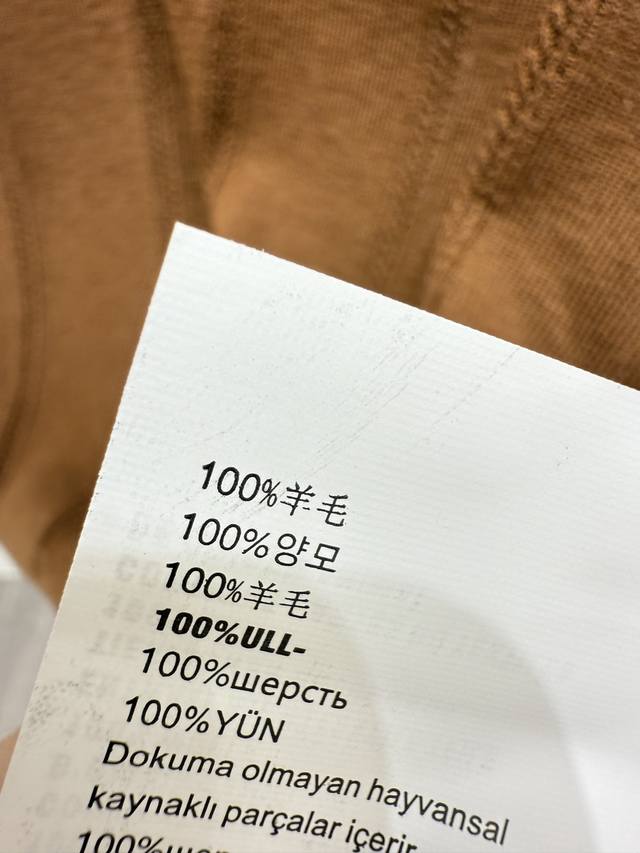 100%羊毛
100%양모
100%羊毛
100%ULL-
100%шерсть
100%YÜN
Dokuma olmayan hayvansal
kaynaklı parçalar içerir